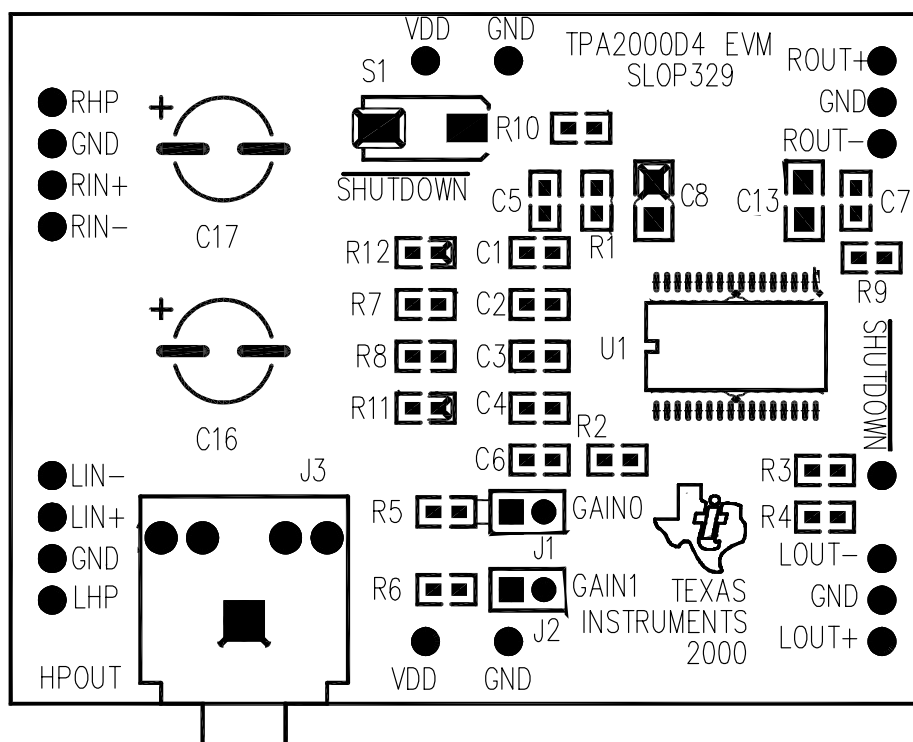 VDD
GND
TPA2000D4 EVM
SLOP329
ROUT+
S1
RHP
+
GND
R10
GND
ROUT-
RIN+
SHUTDOWN
C5
C8
C13
C7
RIN-
C17
R12
C1
R1
R9
+
R7
C2
U1
SHUTDOWN
R8
C3
R11
C4
C16
R2
LIN-
J3
C6
R3
LIN+
R5
GAIN0
R4
J1
GND
LOUT-
LHP
R6
GAIN1
TEXAS
INSTRUMENTS
2000
GND
J2
LOUT+
HPOUT
VDD
GND